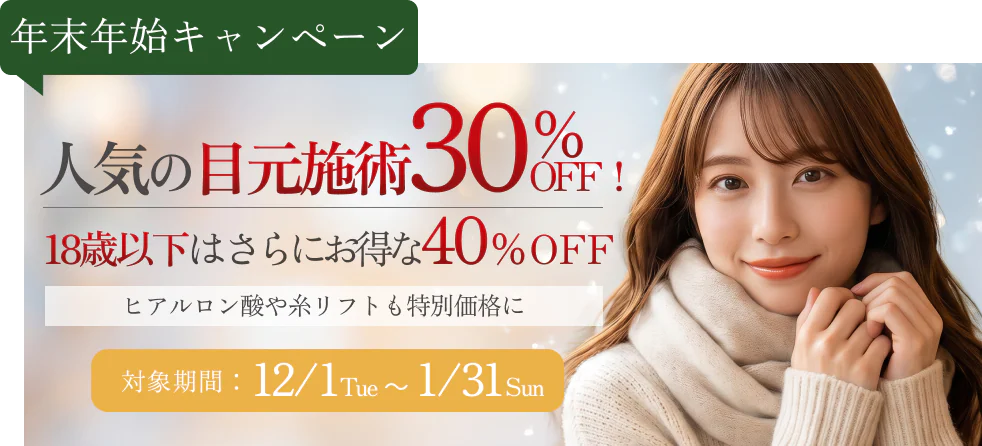 年末年始キャンペーン
人気の目元施術30%OFF!
18歳以下はさらにお得な40%OFF
ヒアルロン酸や糸リフトも特別価格に
対象期間：12/1Tue～1/31Sun